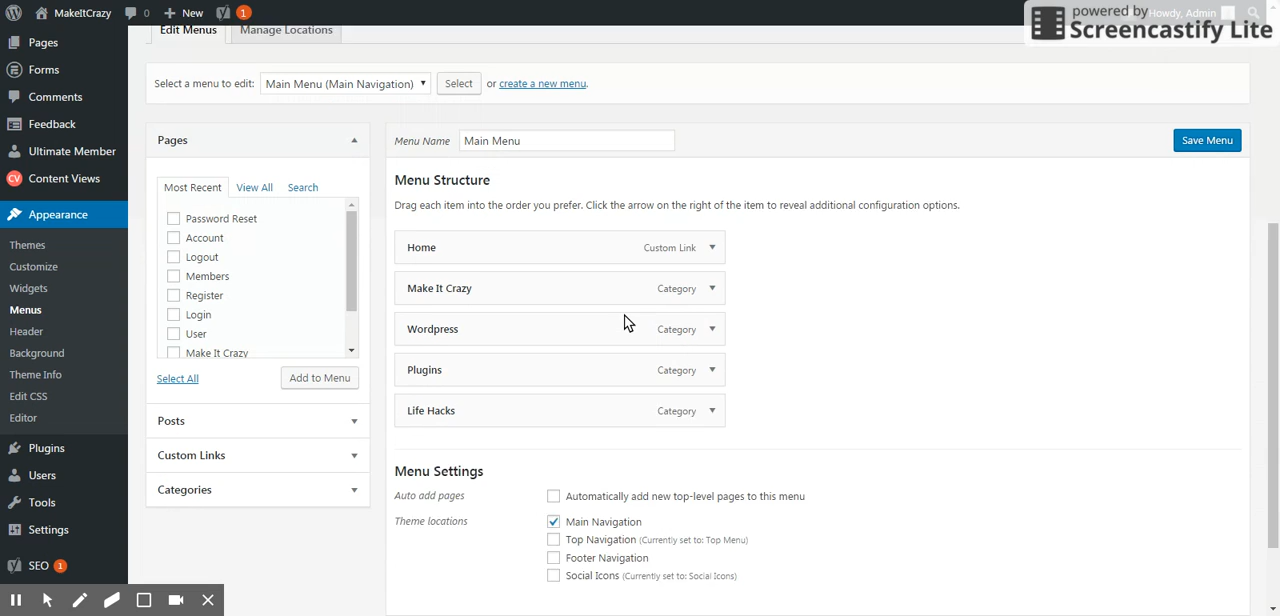 MakeItCrazy 0 New 1 Howdy, Admin
powered by
Screencastify Lite
Pages
Forms
Comments
Feedback
Ultimate Member
CV Content Views
Appearance
Themes
Customize
Widgets
Menus
Header
Background
Theme Info
Edit CSS
Editor
Plugins
Users
Tools
Settings
SEO 1
Edit Menus Manage Locations
Select a menu to edit: Main Menu (Main Navigation) Select or create a new menu.
Pages
Most Recent View All Search
Password Reset
Account
Logout
Members
Register
Login
User
Make It Crazy
Select All Add to Menu
Posts
Custom Links
Categories
Menu Name Main Menu Save Menu
Menu Structure
Drag each item into the order you prefer. Click the arrow on the right of the item to reveal additional configuration options.
Home Custom Link
Make It Crazy Category
Wordpress Category
Plugins Category
Life Hacks Category
Menu Settings
Auto add pages Automatically add new top-level pages to this menu
Theme locations Main Navigation
Top Navigation (Currently set to: Top Menu)
Footer Navigation
Social Icons (Currently set to: Social Icons)